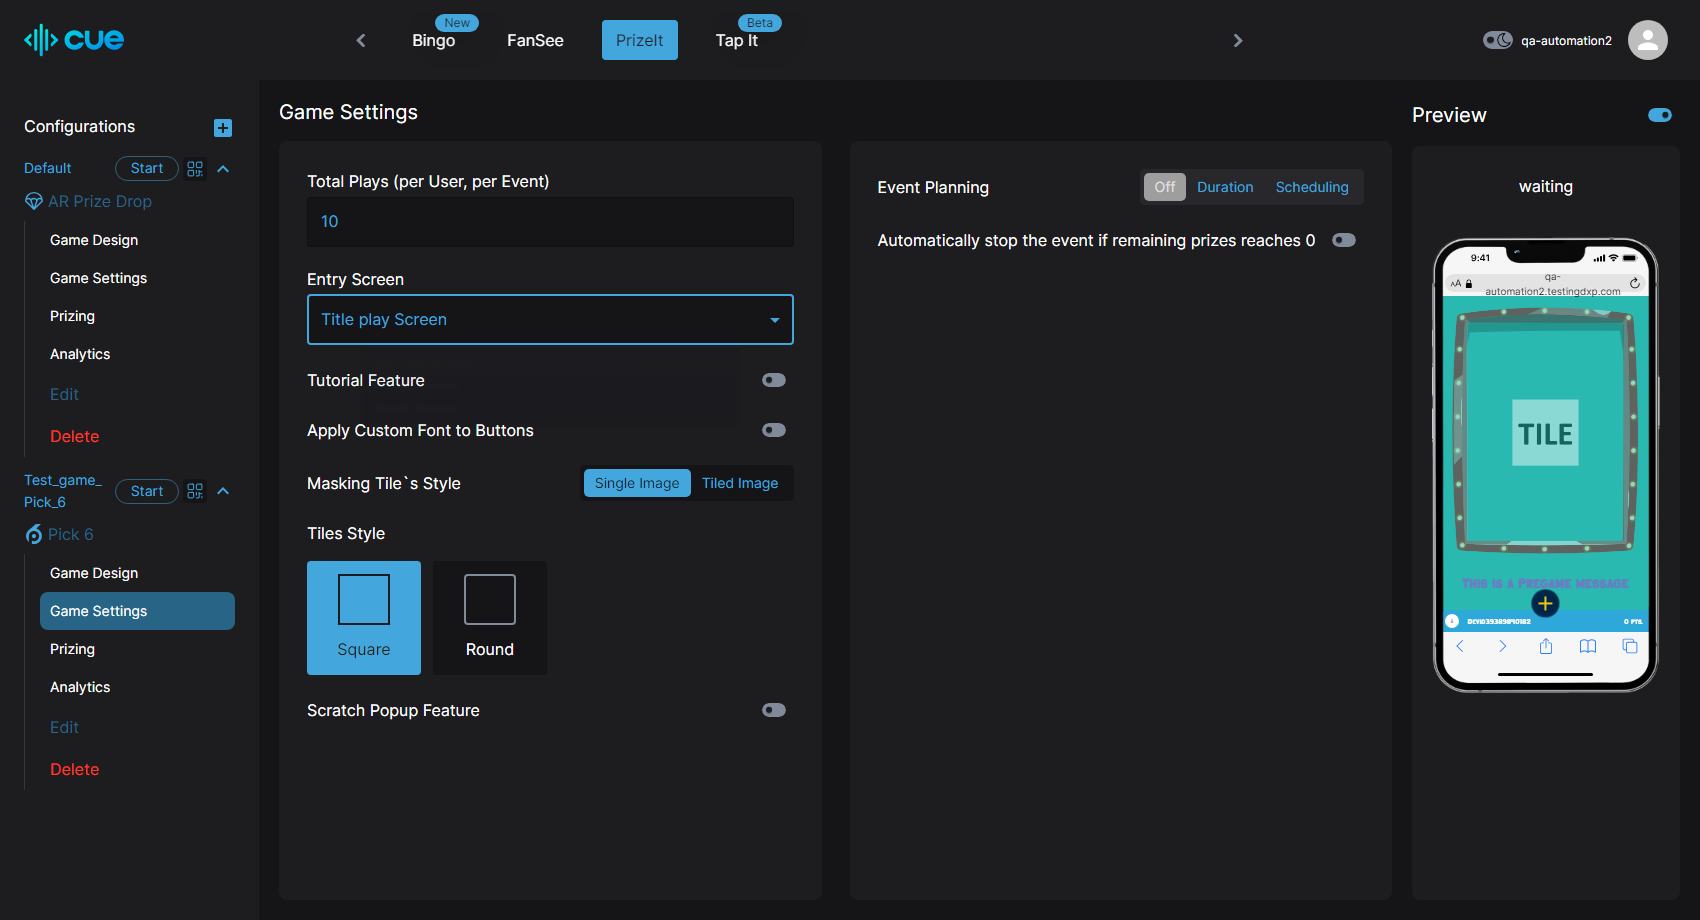 cue
New
Bingo
FanSee
PrizeIt
Beta
Tap It
qa-automation2
Configurations
Default
Start
AR Prize Drop
Game Design
Game Settings
Prizing
Analytics
Edit
Delete
Test_game_
Pick_6
Start
Pick 6
Game Design
Game Settings
Prizing
Analytics
Edit
Delete
Game Settings
Total Plays (per User, per Event)
10
Entry Screen
Title play Screen
Tutorial Feature
Apply Custom Font to Buttons
Masking Tile`s Style
Single Image
Tiled Image
Tiles Style
Square
Round
Scratch Popup Feature
Event Planning
Off
Duration
Scheduling
Automatically stop the event if remaining prizes reaches 0
Preview
waiting
9:41
AA
qa-
automation2.testingdxp.com
TILE
This is a Pregame message
0 PTS.